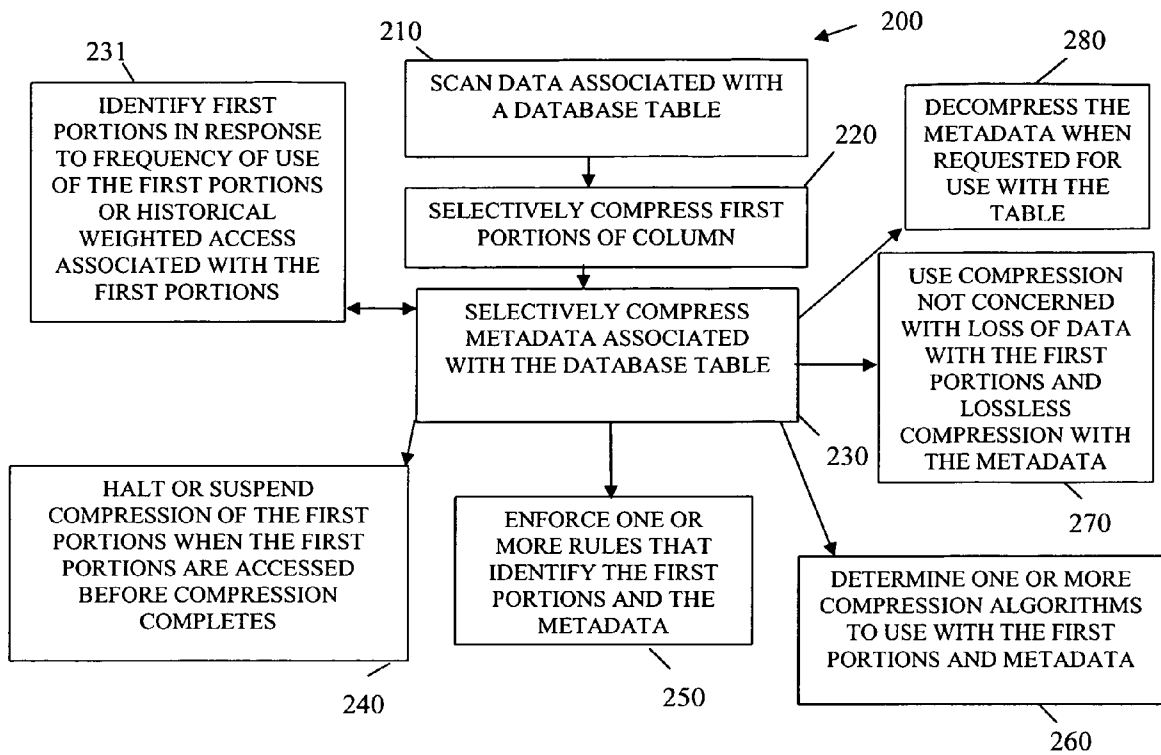 200
210
SCAN DATA ASSOCIATED WITH
A DATABASE TABLE
220
SELECTIVELY COMPRESS FIRST
PORTIONS OF COLUMN
231
IDENTIFY FIRST
PORTIONS IN RESPONSE
TO FREQUENCY OF USE
OF THE FIRST PORTIONS
OR HISTORICAL
WEIGHTED ACCESS
ASSOCIATED WITH THE
FIRST PORTIONS
SELECTIVELY COMPRESS
METADATA ASSOCIATED
WITH THE DATABASE TABLE
230
280
DECOMPRESS THE
METADATA WHEN
REQUESTED FOR
USE WITH THE
TABLE
USE COMPRESSION
NOT CONCERNED
WITH LOSS OF DATA
WITH THE FIRST
PORTIONS AND
LOSSLESS
COMPRESSION WITH
THE METADATA
270
HALT OR SUSPEND
COMPRESSION OF THE FIRST
PORTIONS WHEN THE FIRST
PORTIONS ARE ACCESSED
BEFORE COMPRESSION
COMPLETES
240
ENFORCE ONE OR
MORE RULES THAT
IDENTIFY THE FIRST
PORTIONS AND THE
METADATA
250
DETERMINE ONE OR MORE
COMPRESSION ALGORITHMS
TO USE WITH THE FIRST
PORTIONS AND METADATA
260